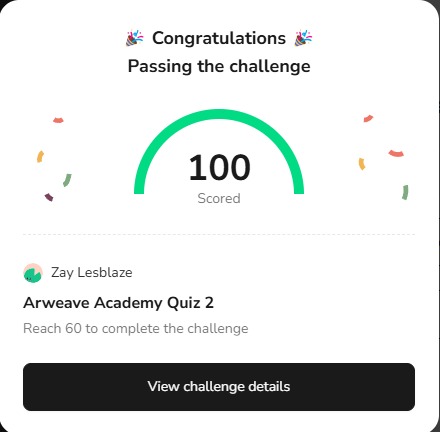 🎉 Congratulations 🎉
Passing the challenge
100
Scored
Zay Lesblaze
Arweave Academy Quiz 2
Reach 60 to complete the challenge
View challenge details